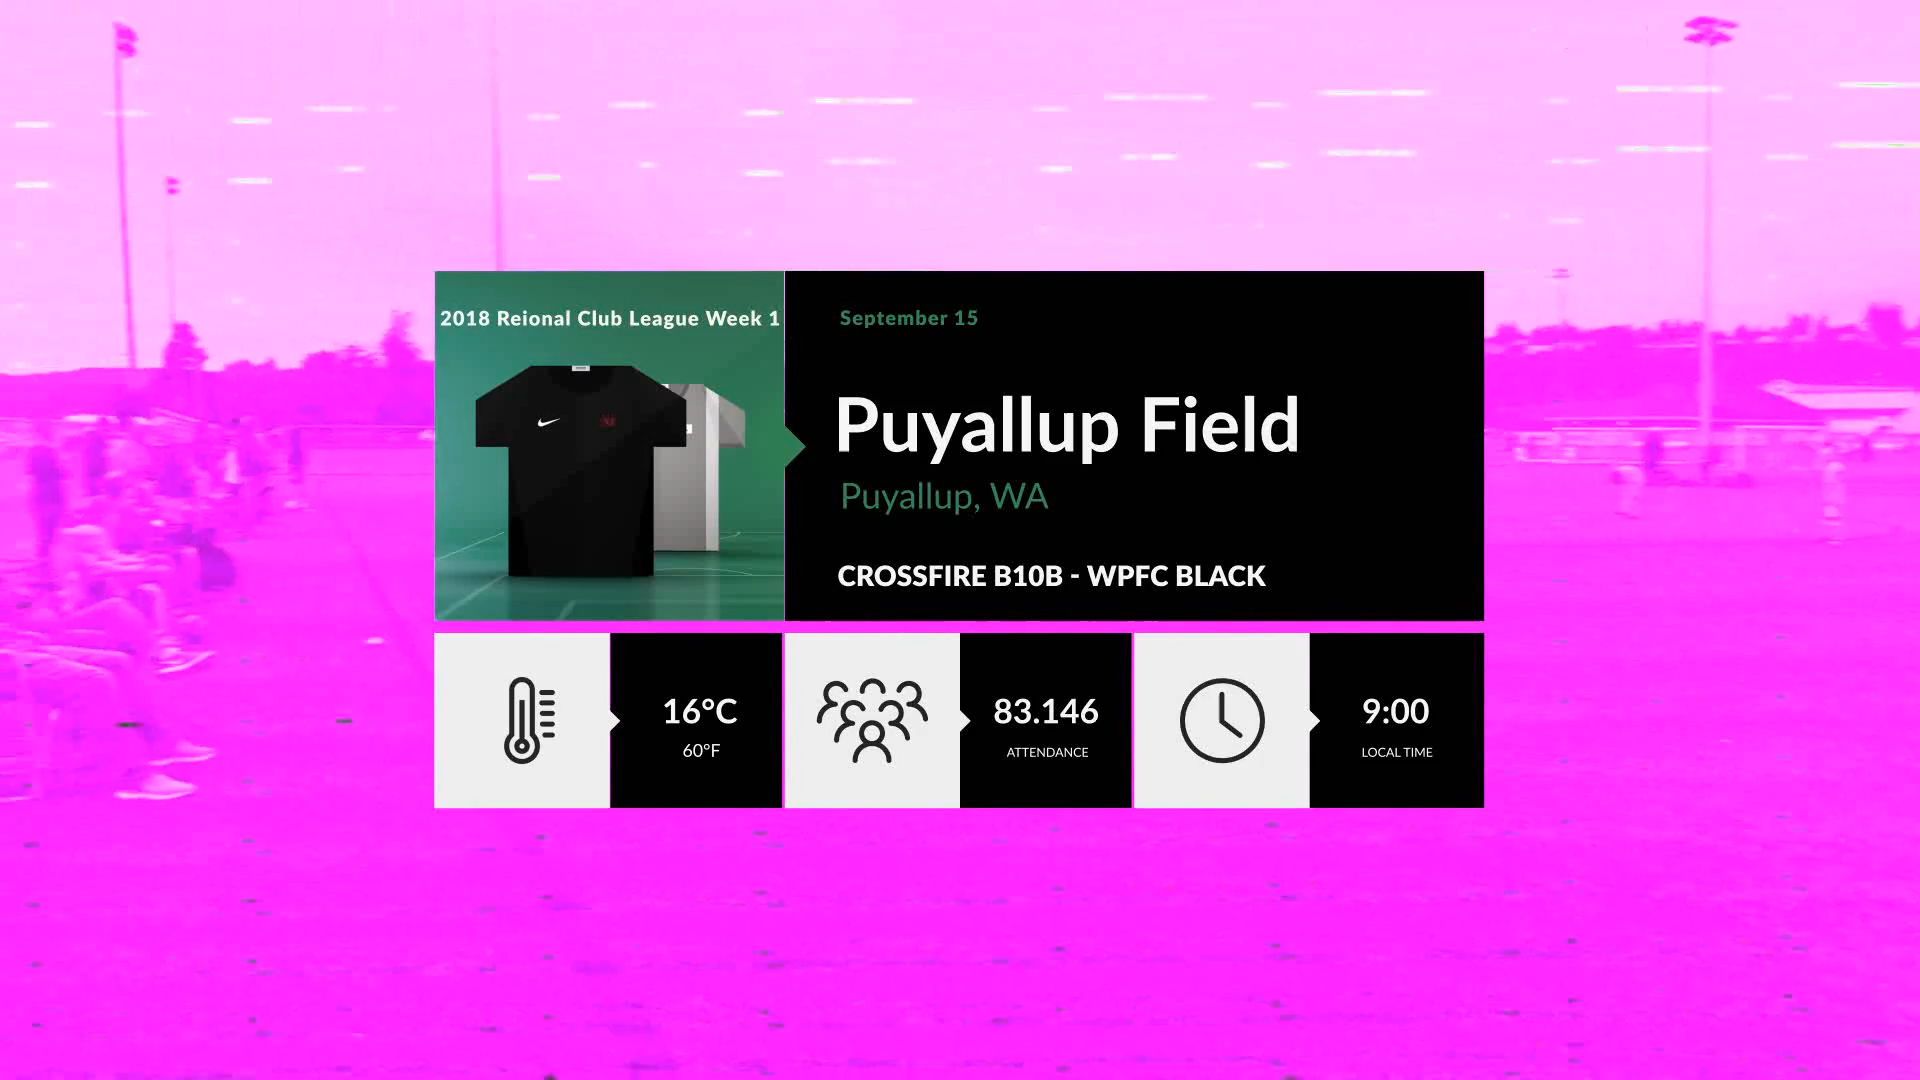 2018 Reional Club League Week 1
September 15
Puyallup Field
Puyallup, WA
CROSSFIRE B10B - WPFC BLACK
16°C
60°F
83.146
ATTENDANCE
9:00
LOCAL TIME